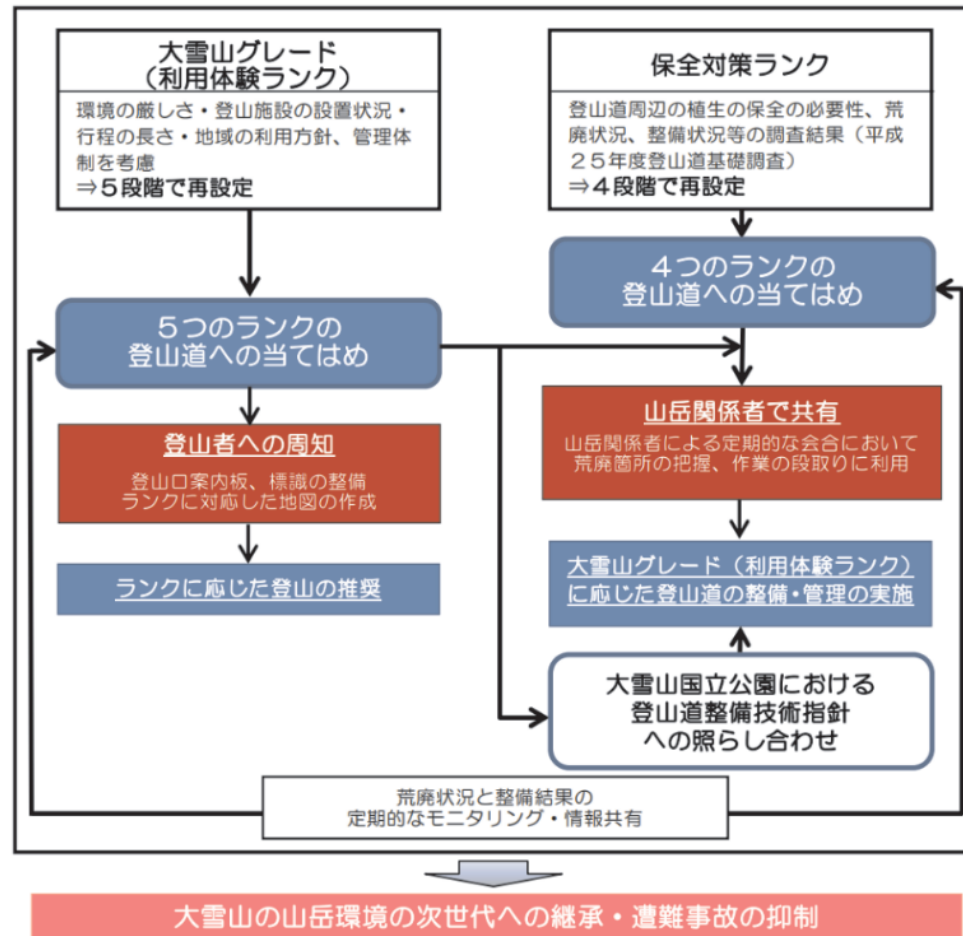 大雪山グレード
（利用体験ランク）
環境の厳しさ・登山施設の設置状況・
行程の長さ・地域の利用方針、管理体
制を考慮
⇒５段階で再設定
保全対策ランク
登山道周辺の植生の保全の必要性、荒
廃状況、整備状況等の調査結果（平成
２５年度登山道基礎調査）
⇒４段階で再設定
５つのランクの
登山道への当てはめ
４つのランクの
登山道への当てはめ
登山者への周知
登山口案内板、標識の整備
ランクに対応した地図の作成
ランクに応じた登山の推奨
山岳関係者で共有
山岳関係者による定期的な会合において
荒廃箇所の把握、作業の段取りに利用
大雪山グレード（利用体験ランク）
に応じた登山道の整備・管理の実施
大雪山国立公園における
登山道整備技術指針
への照らし合わせ
荒廃状況と整備結果の
定期的なモニタリング・情報共有
大雪山の山岳環境の次世代への継承・遭難事故の抑制